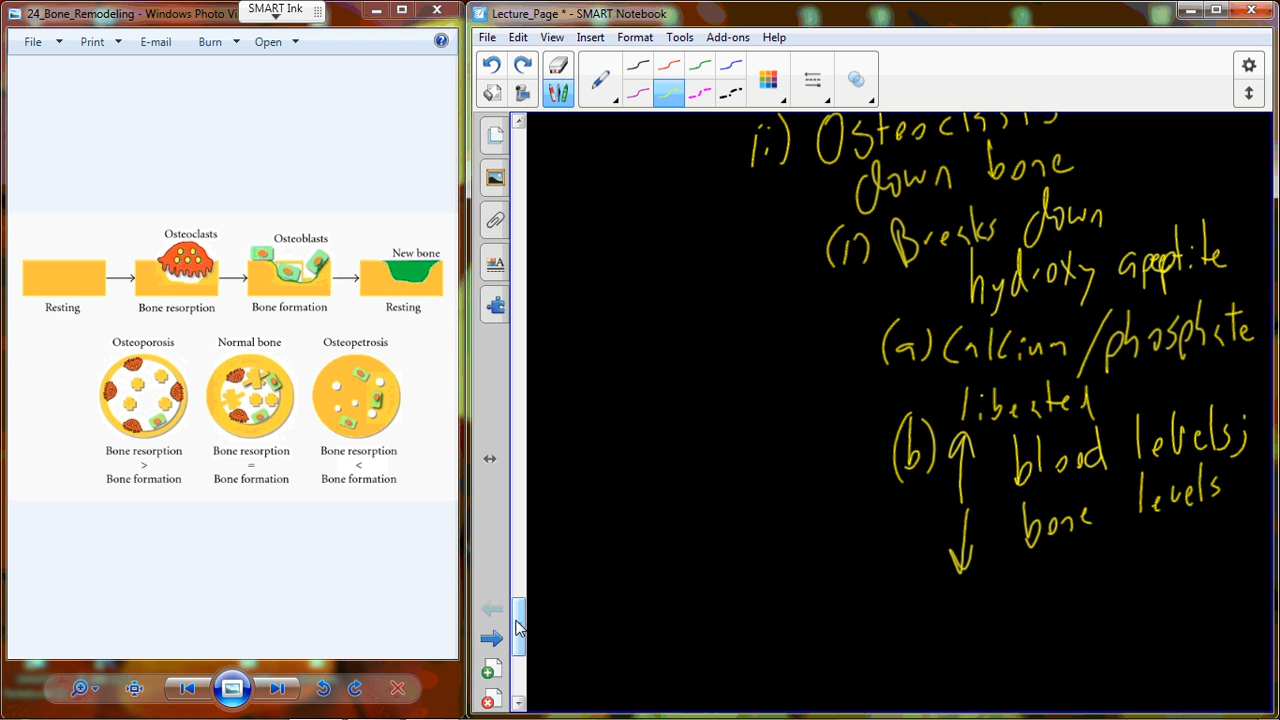 24_Bone_Remodeling - Windows Photo Vi
SMART Ink
File Print E-mail Burn Open
Osteoclasts
Osteoblasts
New bone
Resting
Bone resorption
Bone formation
Resting
Osteoporosis
Normal bone
Osteopetrosis
Bone resorption
>
Bone formation
Bone resorption
=
Bone formation
Bone resorption
<
Bone formation
Lecture_Page * - SMART Notebook
File Edit View Insert Format Tools Add-ons Help
ii) Osteoclasts
down bone
(1) Breaks down
hydroxy apeptite
(a) Calcium/phosphate
liberated
(b) ↑ blood levels;
↓ bone levels